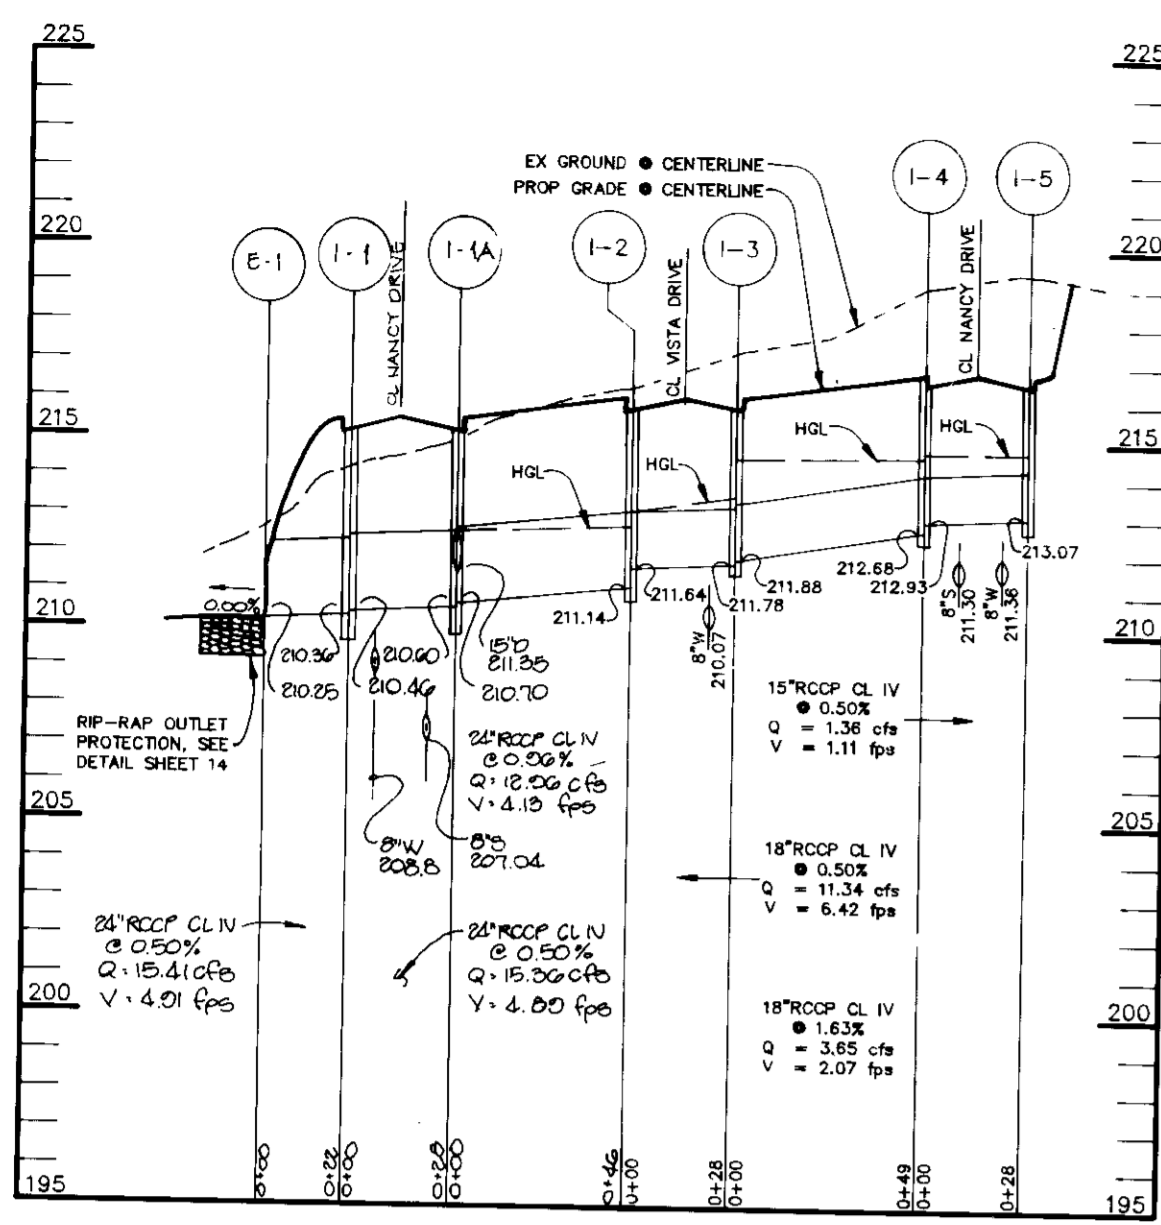 225
225
EX GROUND @ CENTERLINE
PROP GRADE @ CENTERLINE
I-4
I-5
220
220
E-1
I-1
I-1A
I-2
I-3
CL NANCY DRIVE
CL VISTA DRIVE
CL NANCY DRIVE
215
215
HGL
HGL
HGL
HGL
210
210
0.00%
210.25
210.36
210.46
210.60
15"D
211.35
210.70
211.14
211.64
211.78
211.88
212.68
212.93
213.07
8"W
210.07
8"S
211.30
8"W
211.36
RIP-RAP OUTLET
PROTECTION, SEE
DETAIL SHEET 14
24"RCCP CL IV
@ 0.96%
Q = 12.96 cfs
V = 4.13 fps
15"RCCP CL IV
@ 0.50%
Q = 1.36 cfs
V = 1.11 fps
205
205
8"W
208.8
8"S
207.04
18"RCCP CL IV
@ 0.50%
Q = 11.34 cfs
V = 6.42 fps
24"RCCP CL IV
@ 0.50%
Q = 15.41 cfs
V = 4.91 fps
24"RCCP CL IV
@ 0.50%
Q = 15.36 cfs
V = 4.89 fps
200
200
18"RCCP CL IV
@ 1.63%
Q = 3.65 cfs
V = 2.07 fps
195
195
0+00
0+22
0+00
0+28
0+00
0+46
0+00
0+28
0+00
0+49
0+00
0+28